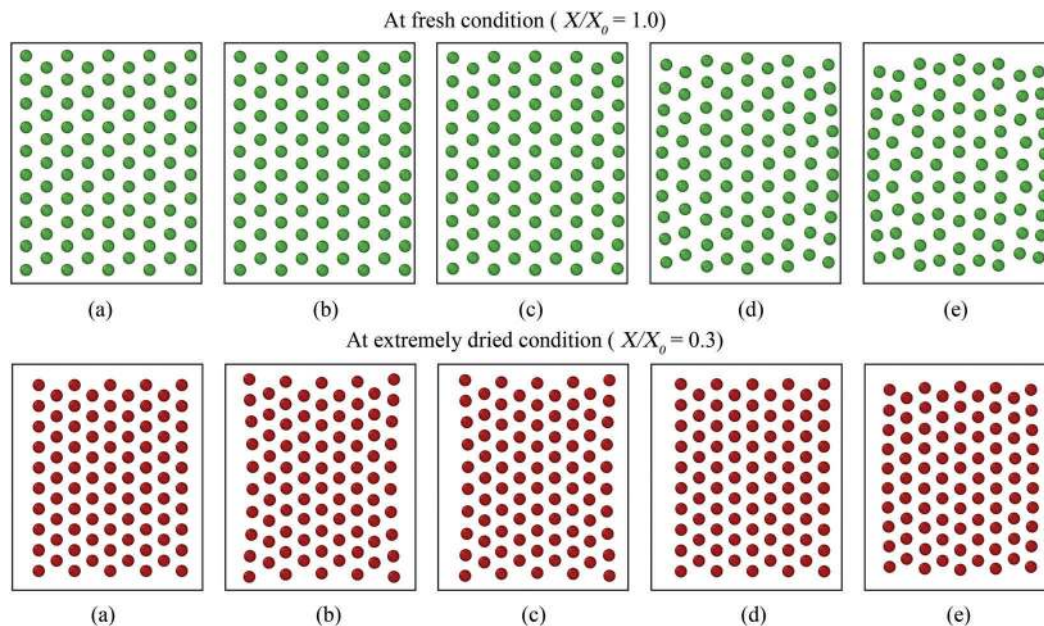 At fresh condition ( X/X₀ = 1.0)
(a) (b) (c) (d) (e)
At extremely dried condition ( X/X₀ = 0.3)
(a) (b) (c) (d) (e)